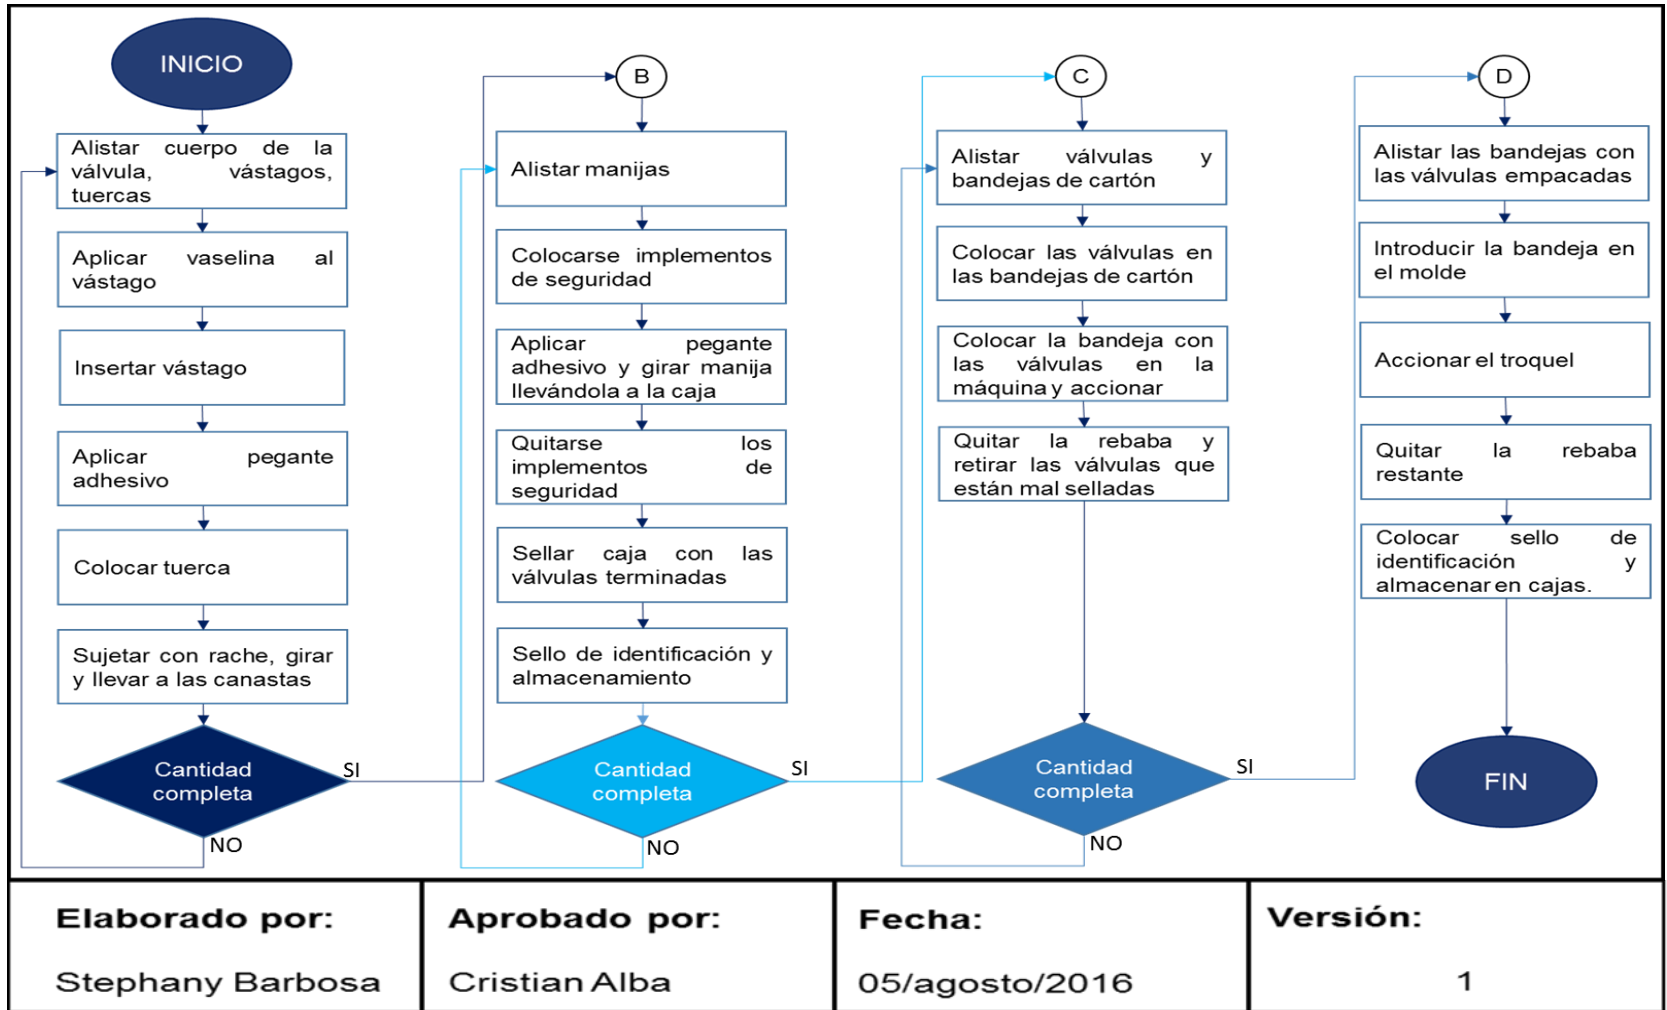 INICIO
Alistar cuerpo de la
válvula, vástagos,
tuercas
Aplicar vaselina al
vástago
Insertar vástago
Aplicar pegante
adhesivo
Colocar tuerca
Sujetar con rache, girar
y llevar a las canastas
Cantidad
completa
SI
NO
B
Alistar manijas
Colocarse implementos
de seguridad
Aplicar pegante
adhesivo y girar manija
llevándola a la caja
Quitarse los
implementos de
seguridad
Sellar caja con las
válvulas terminadas
Sello de identificación y
almacenamiento
Cantidad
completa
SI
NO
C
Alistar válvulas y
bandejas de cartón
Colocar las válvulas en
las bandejas de cartón
Colocar la bandeja con
las válvulas en la
máquina y accionar
Quitar la rebaba y
retirar las válvulas que
están mal selladas
Cantidad
completa
SI
NO
D
Alistar las bandejas con
las válvulas empacadas
Introducir la bandeja en
el molde
Accionar el troquel
Quitar la rebaba
restante
Colocar sello de
identificación y
almacenar en cajas.
FIN
Elaborado por:
Stephany Barbosa
Aprobado por:
Cristian Alba
Fecha:
05/agosto/2016
Versión:
1